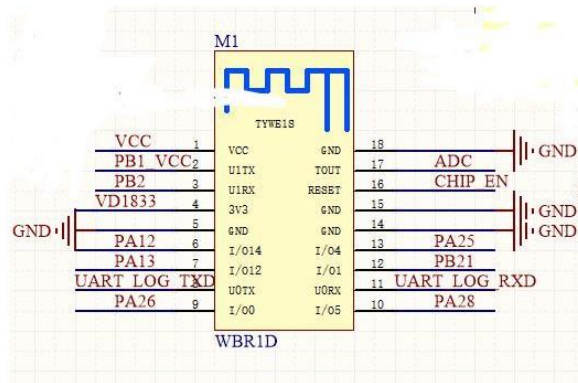 M1
TYWE1S
VCC 1 VCC GND 18 GND
PB1_VCC 2 U1TX TOUT 17 ADC
PB2 3 U1RX RESET 16 CHIP_EN
VD1833 4 3V3 GND 15 GND
GND 5 GND GND 14 GND
PA12 6 I/O14 I/O4 13 PA25
PA13 7 I/O12 I/O1 12 PB21
UART_LOG_TXD 8 U0TX U0RX 11 UART_LOG_RXD
PA26 9 I/O0 I/O5 10 PA28
WBR1D